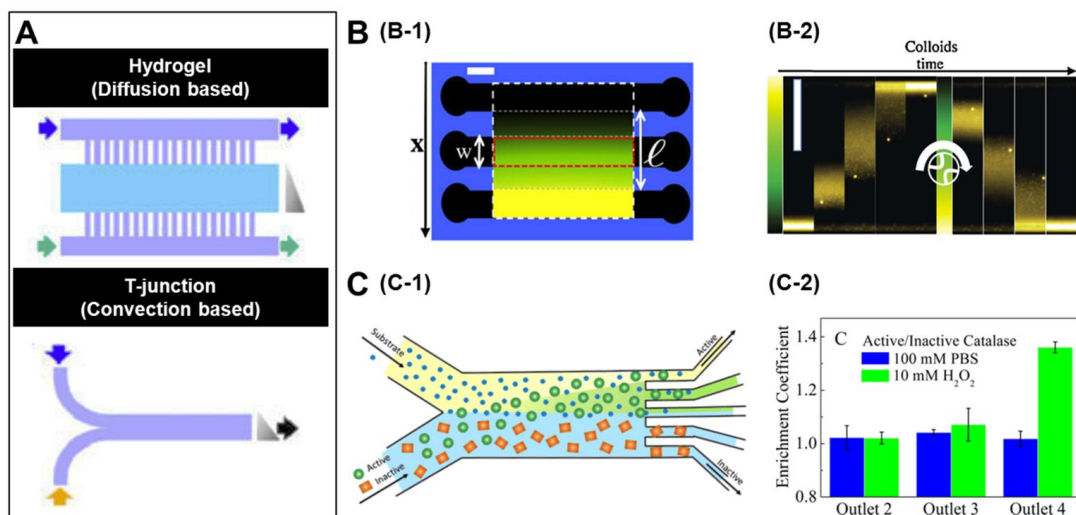 A
Hydrogel
(Diffusion based)
T-junction
(Convection based)
B
(B-1)
X
w
ℓ
(B-2)
Colloids
time
C
(C-1)
Substrate
Active
Inactive
Active
Inactive
(C-2)
C
Active/Inactive Catalase
100 mM PBS
10 mM H₂O₂
Enrichment Coefficient
1.4
1.2
1.0
0.8
Outlet 2
Outlet 3
Outlet 4